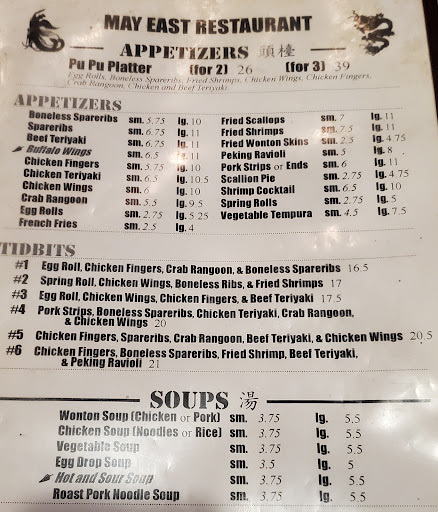 MAY EAST RESTAURANT
APPETIZERS 頭檯
Pu Pu Platter (for 2) 26 (for 3) 39
Egg Rolls, Boneless Spareribs, Fried Shrimps, Chicken Wings, Chicken Fingers,
Crab Rangoon, Chicken and Beef Teriyaki
APPETIZERS
Boneless Spareribs sm. 5.75 lg. 10
Spareribs sm. 6.5 lg. 11
Beef Teriyaki sm. 6.75 lg. 11
Buffalo Wings sm. 6.5 lg. 11
Chicken Fingers sm. 5.75 lg. 10
Chicken Teriyaki sm. 6.5 lg. 10.5
Chicken Wings sm. 6 lg. 10
Crab Rangoon sm. 5.5 lg. 9.5
Egg Rolls sm. 2.75 lg. 5.25
French Fries sm. 2.5 lg. 4
Fried Scallops sm. 7 lg. 11
Fried Shrimps sm. 7.5 lg. 11
Fried Wonton Skins sm. 2.5 lg. 4.75
Peking Ravioli sm. 5 lg. 8
Pork Strips or Ends sm. 6 lg. 11
Scallion Pie sm. 2.75 lg. 4.75
Shrimp Cocktail sm. 6.5 lg. 10
Spring Rolls sm. 2.75 lg. 5
Vegetable Tempura sm. 4.5 lg. 7.5
TIDBITS
#1 Egg Roll, Chicken Fingers, Crab Rangoon, & Boneless Spareribs 16.5
#2 Spring Roll, Chicken Wings, Boneless Ribs, & Fried Shrimps 17
#3 Egg Roll, Chicken Wings, Chicken Fingers, & Beef Teriyaki 17.5
#4 Pork Strips, Boneless Spareribs, Chicken Teriyaki, Crab Rangoon,
& Chicken Wings 20
#5 Chicken Fingers, Spareribs, Crab Rangoon, Beef Teriyaki, & Chicken Wings 20.5
#6 Chicken Fingers, Boneless Spareribs, Fried Shrimp, Beef Teriyaki,
& Peking Ravioli 21
SOUPS 湯
Wonton Soup (Chicken or Pork) sm. 3.75 lg. 5.5
Chicken Soup (Noodles or Rice) sm. 3.75 lg. 5.5
Vegetable Soup sm. 3.75 lg. 5.5
Egg Drop Soup sm. 3.5 lg. 5
Hot and Sour Soup sm. 3.75 lg. 5.5
Roast Pork Noodle Soup sm. 3.75 lg. 5.5